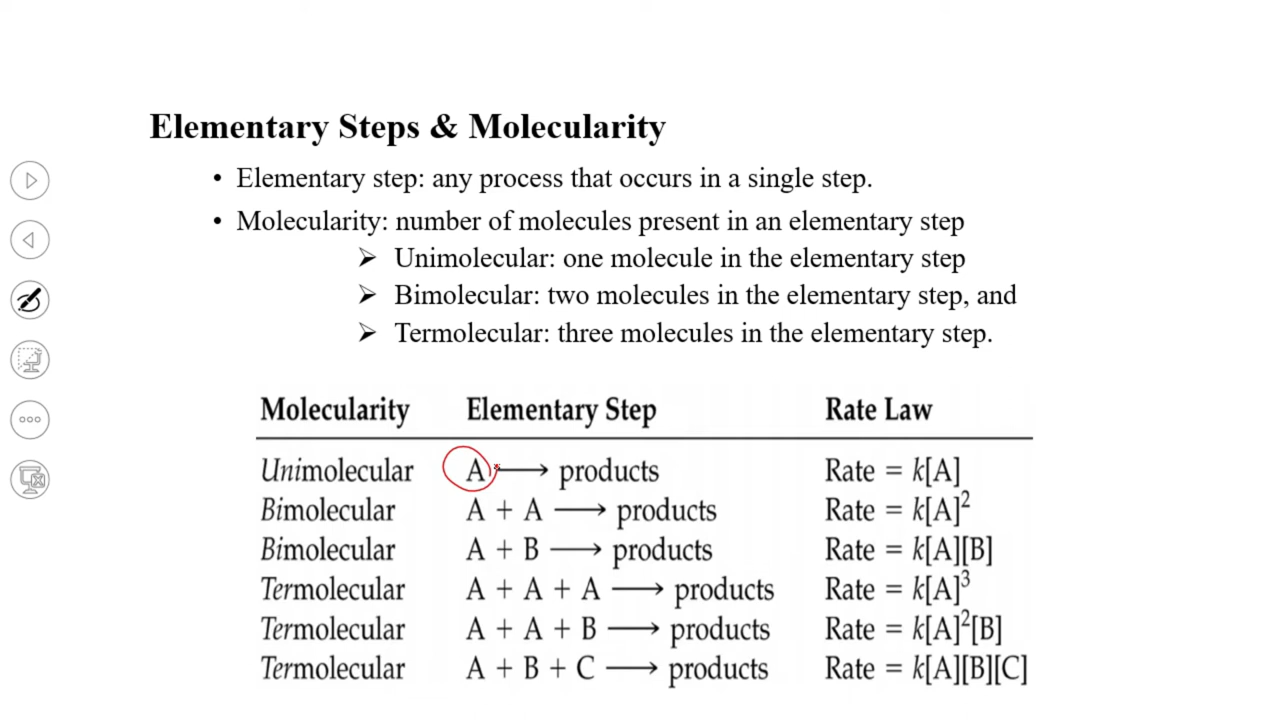 Elementary Steps & Molecularity
• Elementary step: any process that occurs in a single step.
• Molecularity: number of molecules present in an elementary step
➢ Unimolecular: one molecule in the elementary step
➢ Bimolecular: two molecules in the elementary step, and
➢ Termolecular: three molecules in the elementary step.
Molecularity Elementary Step Rate Law
Unimolecular A ⟶ products Rate = k[A]
Bimolecular A + A ⟶ products Rate = k[A]²
Bimolecular A + B ⟶ products Rate = k[A][B]
Termolecular A + A + A ⟶ products Rate = k[A]³
Termolecular A + A + B ⟶ products Rate = k[A]²[B]
Termolecular A + B + C ⟶ products Rate = k[A][B][C]